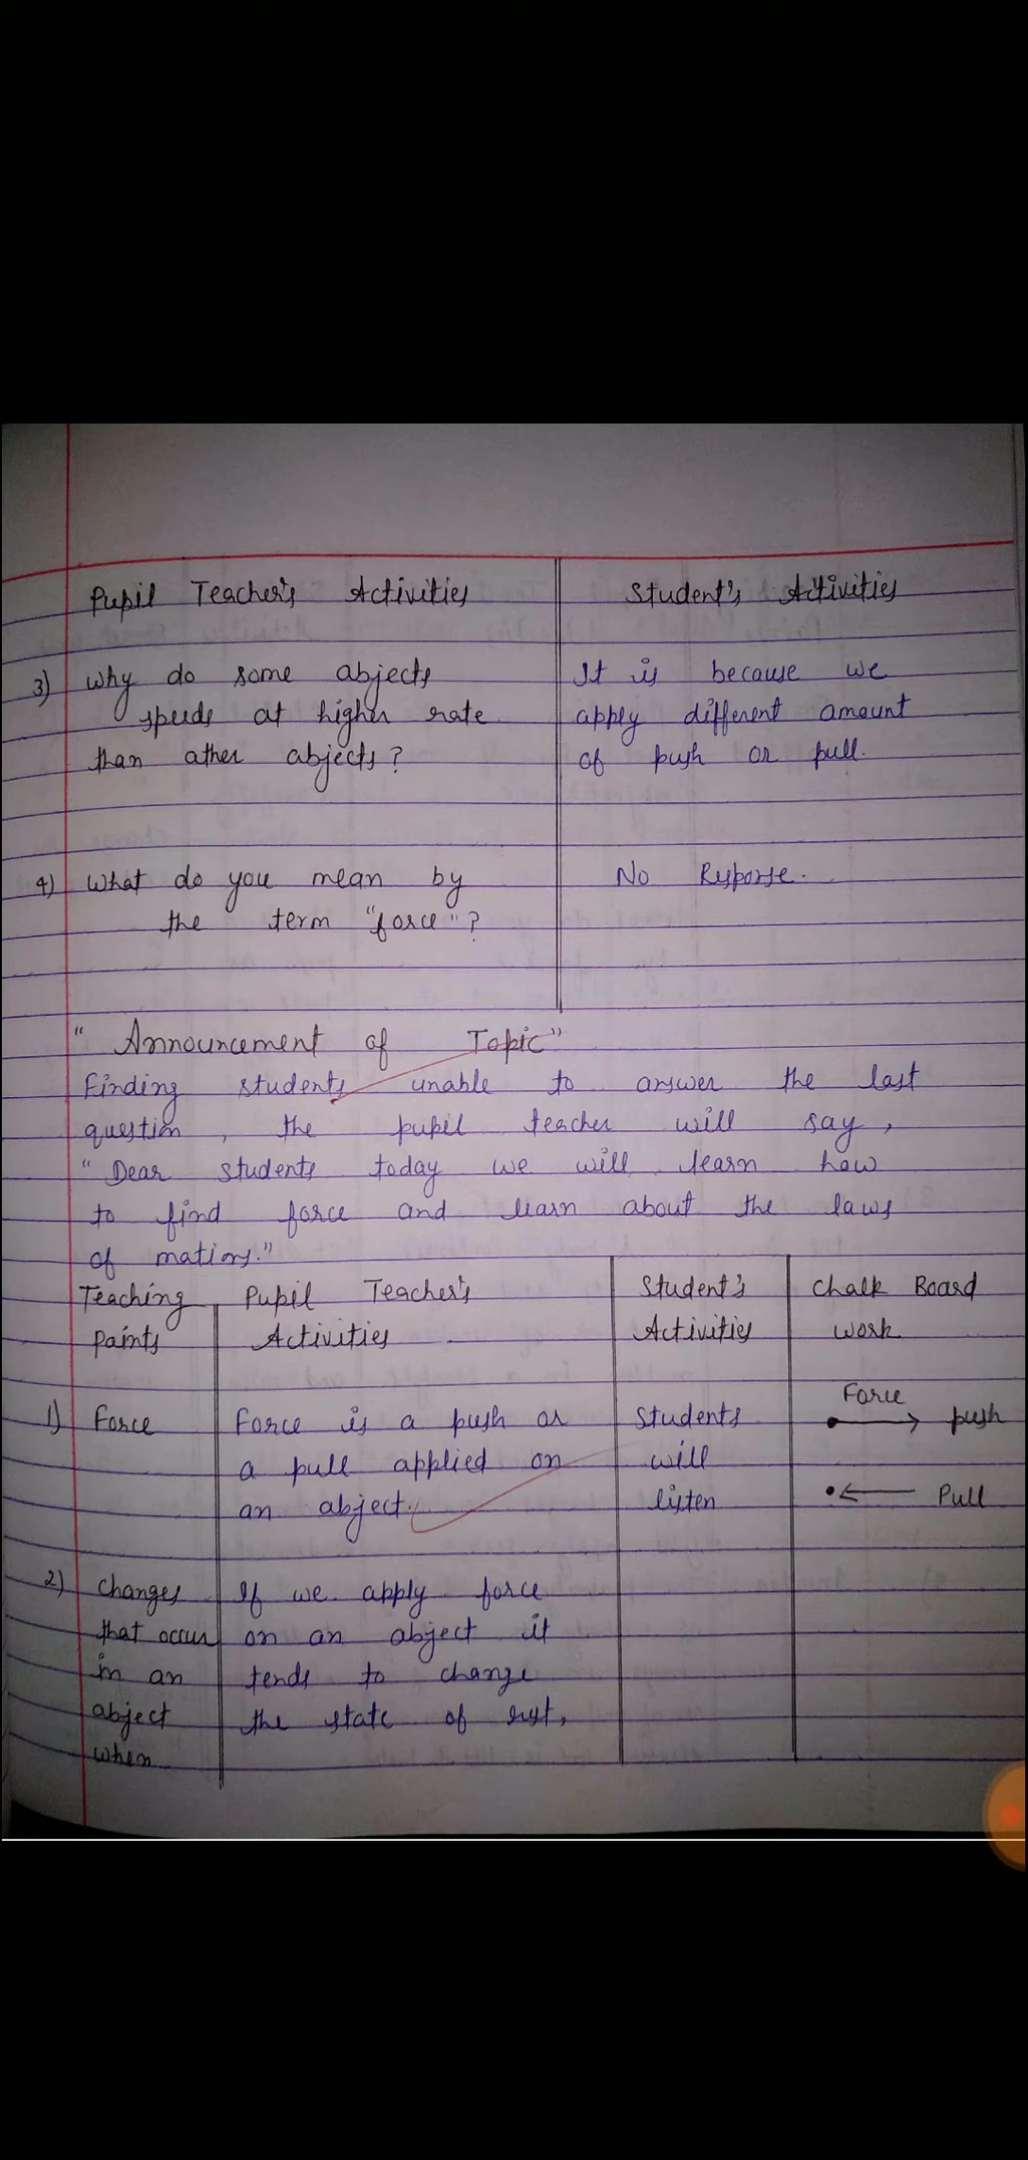 Pupil Teacher's Activities Student's Activities
3) Why do some objects It is because we
speeds at higher rate apply different amount
than other objects? of push or pull.
4) What do you mean by No Response.
the term "force"?
"Announcement of Topic"
Finding students unable to answer the last
question, the pupil teacher will say,
"Dear students today we will learn how
to find force and learn about the laws
of motions."
Teaching Pupil Teacher's Student's Chalk Board
Points Activities Activities work
Force
1) Force Force is a push or Students push
a pull applied on will
an object. listen Pull
2) Changes If we apply force
that occur on an object it
in an tends to change
object the state of rest,
when